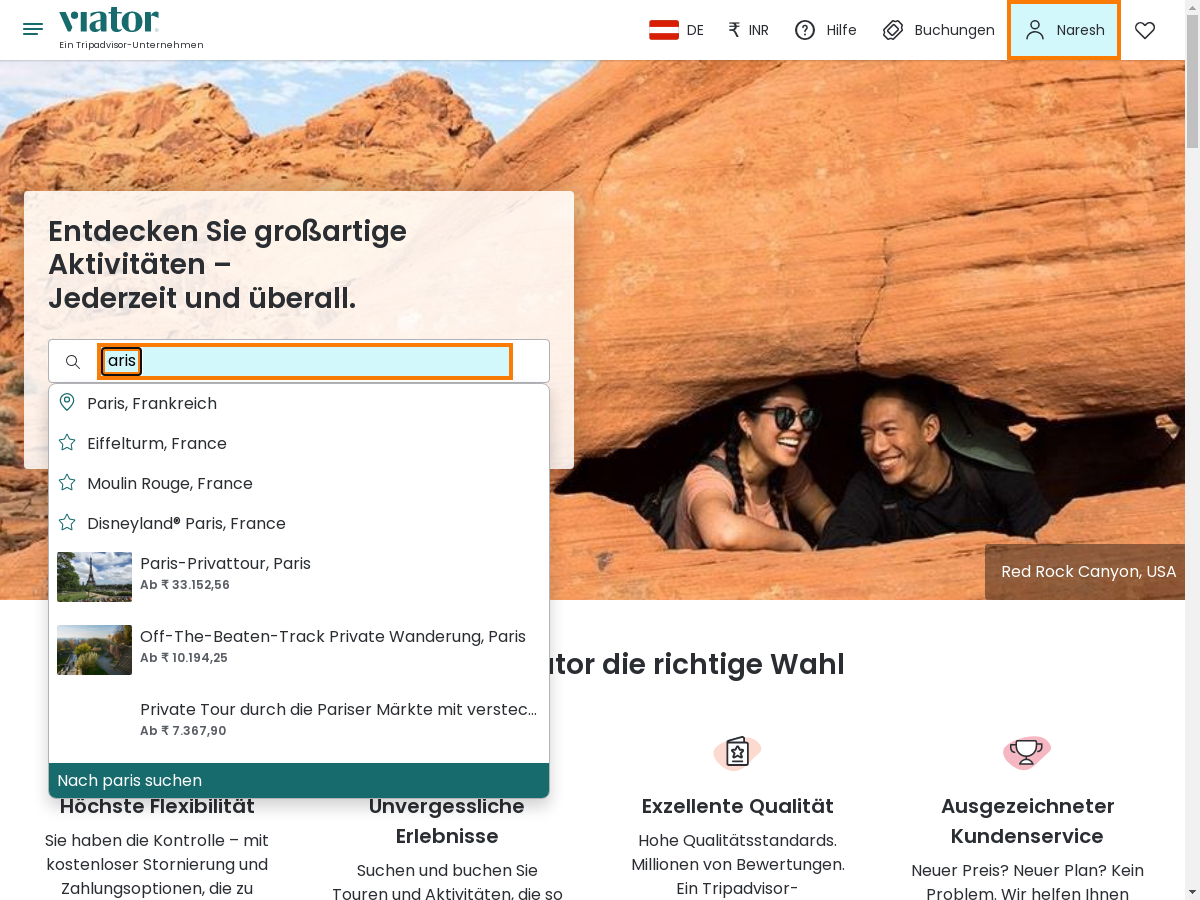 viator
Ein Tripadvisor-Unternehmen
DE
₹ INR
Hilfe
Buchungen
Naresh
Entdecken Sie großartige
Aktivitäten –
Jederzeit und überall.
aris
Paris, Frankreich
Eiffelturm, France
Moulin Rouge, France
Disneyland® Paris, France
Paris-Privattour, Paris
Ab ₹ 33.152,56
Off-The-Beaten-Track Private Wanderung, Paris
Ab ₹ 10.194,25
Private Tour durch die Pariser Märkte mit verstec...
Ab ₹ 7.367,90
Nach paris suchen
Red Rock Canyon, USA
die richtige Wahl
Höchste Flexibilität
Sie haben die Kontrolle – mit
kostenloser Stornierung und
Zahlungsoptionen, die zu
Unvergessliche
Erlebnisse
Suchen und buchen Sie
Touren und Aktivitäten, die so
Exzellente Qualität
Hohe Qualitätsstandards.
Millionen von Bewertungen.
Ein Tripadvisor-
Ausgezeichneter
Kundenservice
Neuer Preis? Neuer Plan? Kein
Problem. Wir helfen Ihnen